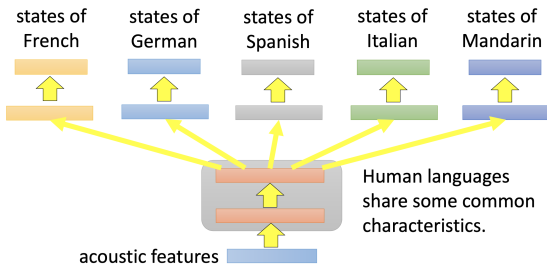 states of
French
states of
German
states of
Spanish
states of
Italian
states of
Mandarin
Human languages
share some common
characteristics.
acoustic features